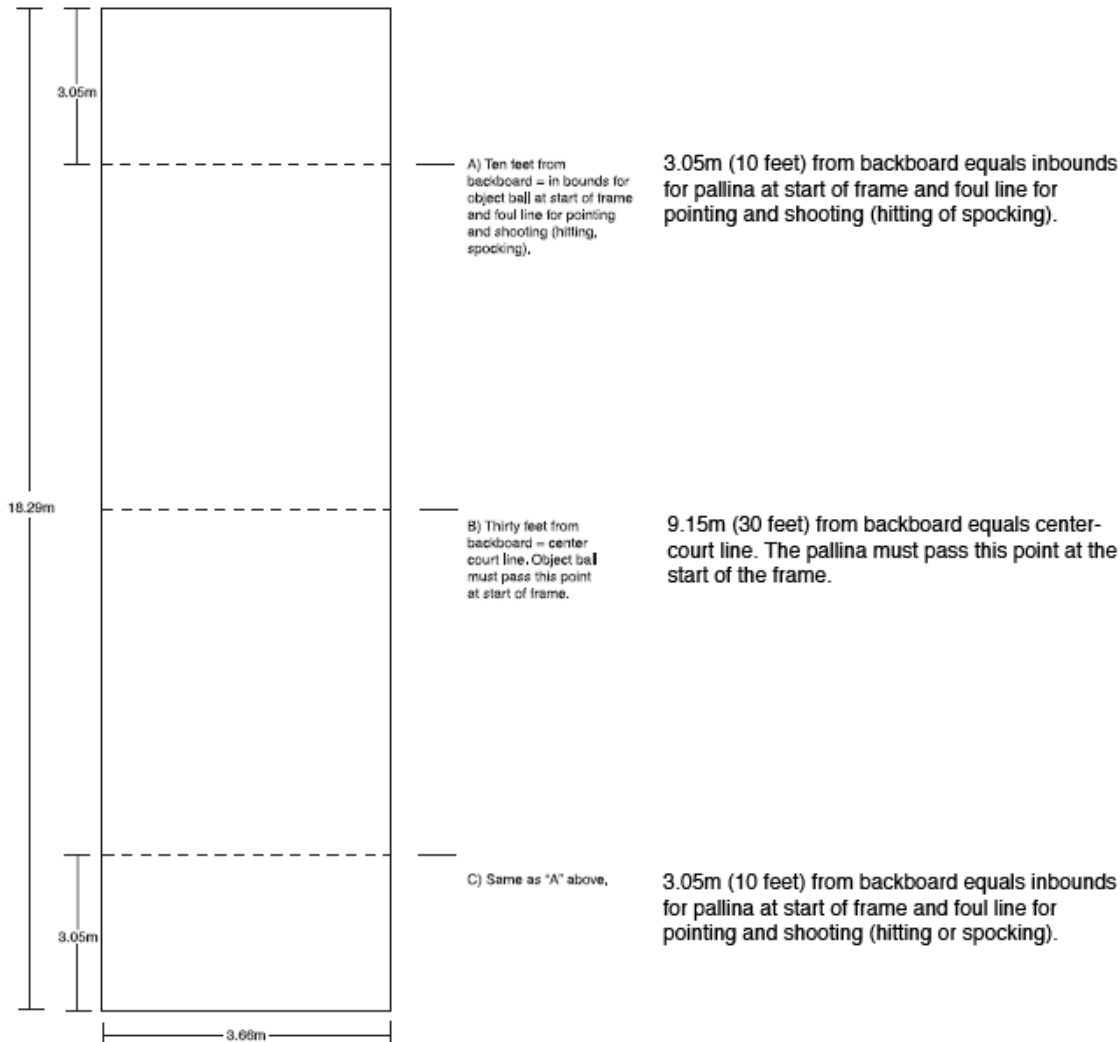 3.05m
A) Ten feet from
backboard = in bounds for
object ball at start of frame
and foul line for pointing
and shooting (hitting,
spocking).
3.05m (10 feet) from backboard equals inbounds
for pallina at start of frame and foul line for
pointing and shooting (hitting of spocking).
18.29m
B) Thirty feet from
backboard = center
court line. Object ball
must pass this point
at start of frame.
9.15m (30 feet) from backboard equals center-
court line. The pallina must pass this point at the
start of the frame.
C) Same as "A" above.
3.05m (10 feet) from backboard equals inbounds
for pallina at start of frame and foul line for
pointing and shooting (hitting or spocking).
3.05m
3.66m